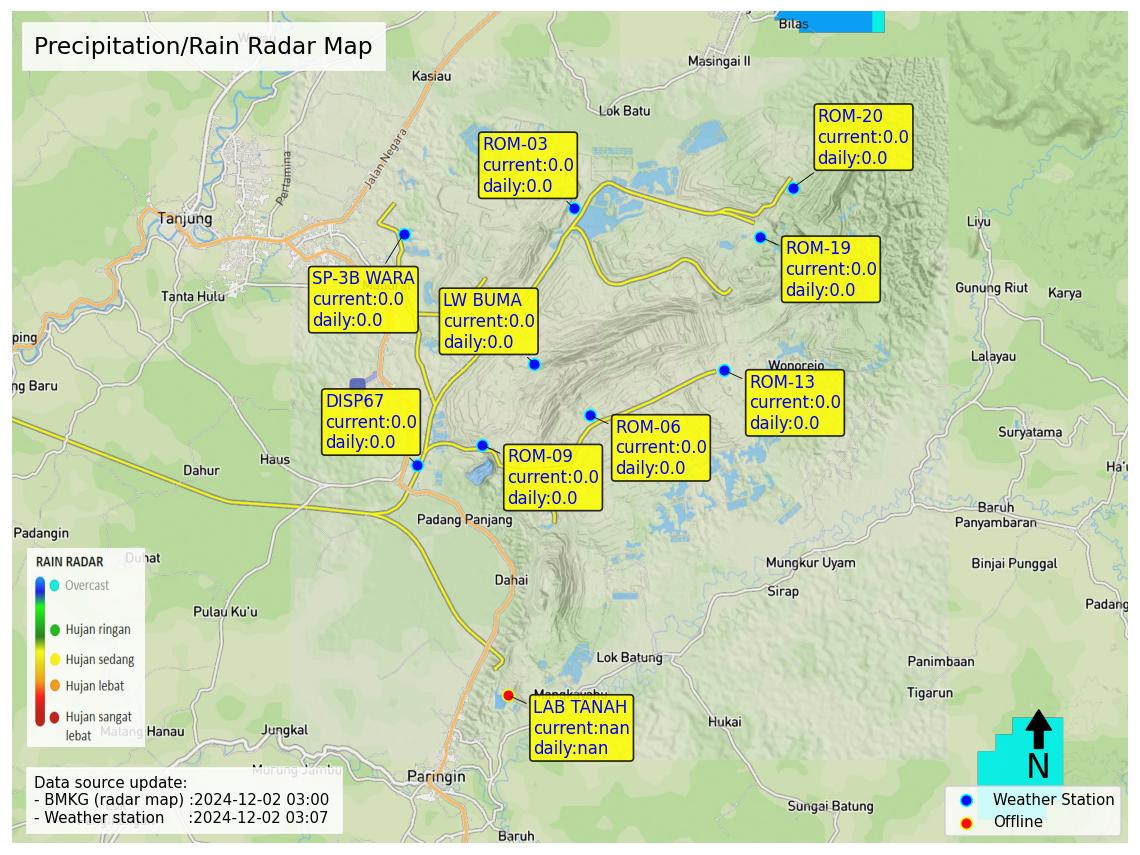 Precipitation/Rain Radar Map
Bilas
Masingai II
Kasiau
Lok Batu
Jalan Negara
Pertamina
ROM-20
current:0.0
daily:0.0
ROM-03
current:0.0
daily:0.0
Tanjung
Liyu
ROM-19
current:0.0
daily:0.0
SP-3B WARA
current:0.0
daily:0.0
LW BUMA
current:0.0
daily:0.0
Tanta Hulu
Gunung Riut
Karya
ping
Lalayau
ng Baru
Wonorejo
ROM-13
current:0.0
daily:0.0
DISP67
current:0.0
daily:0.0
ROM-06
current:0.0
daily:0.0
Suryatama
ROM-09
current:0.0
daily:0.0
Haus
Dahur
Ha'u
Baruh
Panyambaran
Padang Panjang
Padangin
Duhat
Mungkur Uyam
Binjai Punggal
Dahai
Sirap
Padang
Pulau Ku'u
RAIN RADAR
Overcast
Hujan ringan
Hujan sedang
Hujan lebat
Hujan sangat
lebat
Lok Batung
Panimbaan
Tigarun
Mangkayahu
LAB TANAH
current:nan
daily:nan
Hukai
Matang Hanau
Jungkal
Murung Jambu
Paringin
Sungai Batung
Baruh
Data source update:
- BMKG (radar map) :2024-12-02 03:00
- Weather station :2024-12-02 03:07
N
Weather Station
Offline